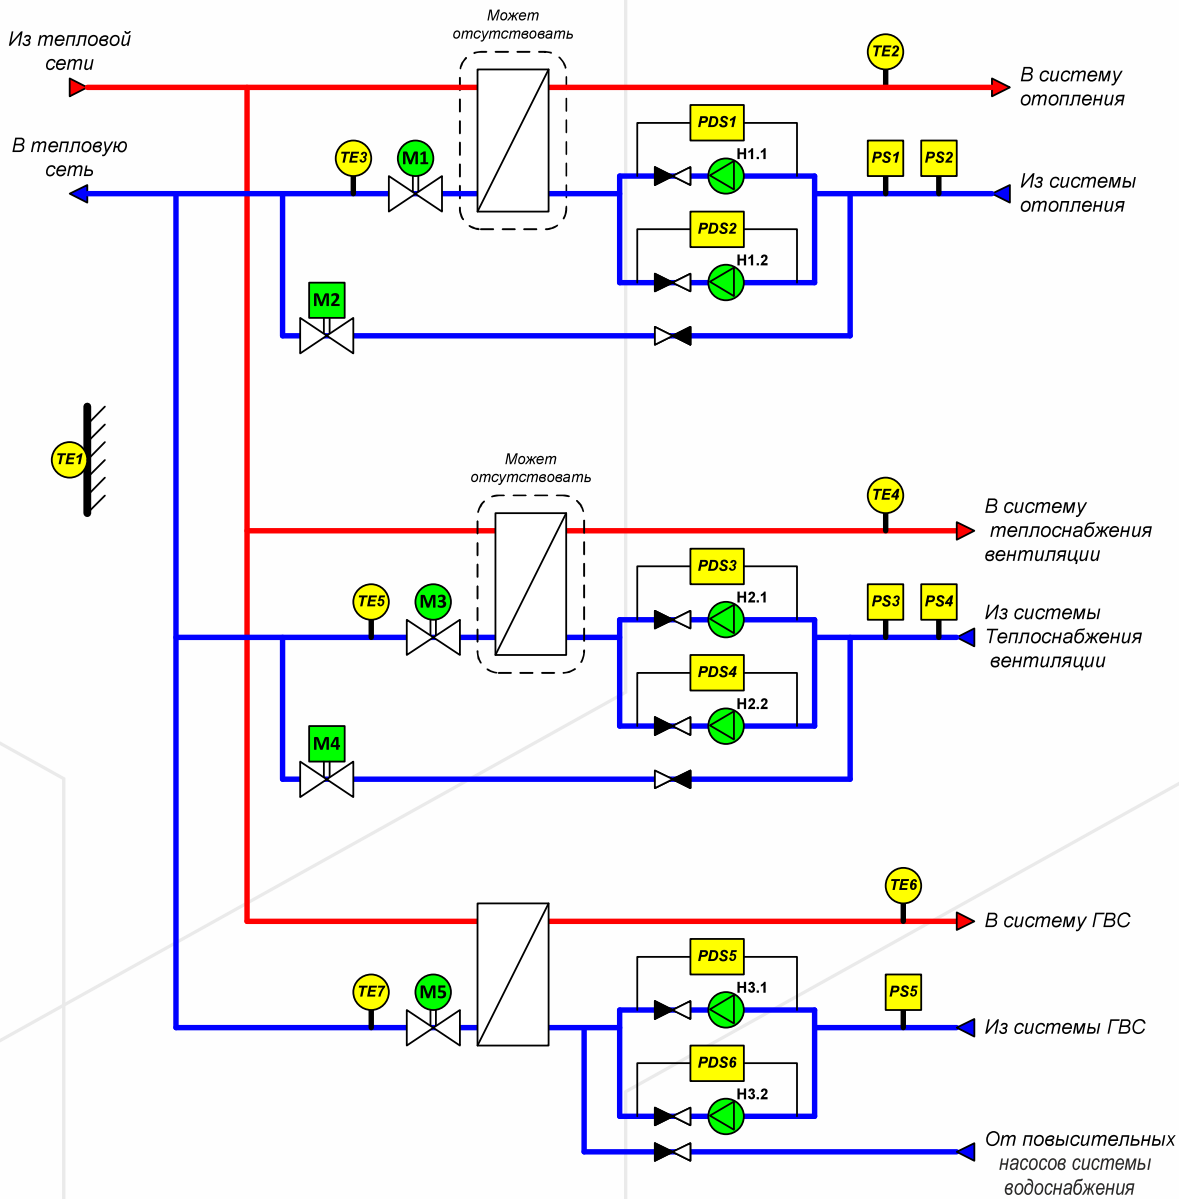 Может
отсутствовать
Из тепловой
сети
TE2
В систему
отопления
В тепловую
сеть
TE3
M1
PDS1
H1.1
PS1
PS2
Из системы
отопления
PDS2
H1.2
M2
TE1
Может
отсутствовать
TE4
В систему
теплоснабжения
вентиляции
TE5
M3
PDS3
H2.1
PS3
PS4
Из системы
Теплоснабжения
вентиляции
PDS4
H2.2
M4
TE6
В систему ГВС
TE7
M5
PDS5
H3.1
PS5
Из системы ГВС
PDS6
H3.2
От повысительных
насосов системы
водоснабжения